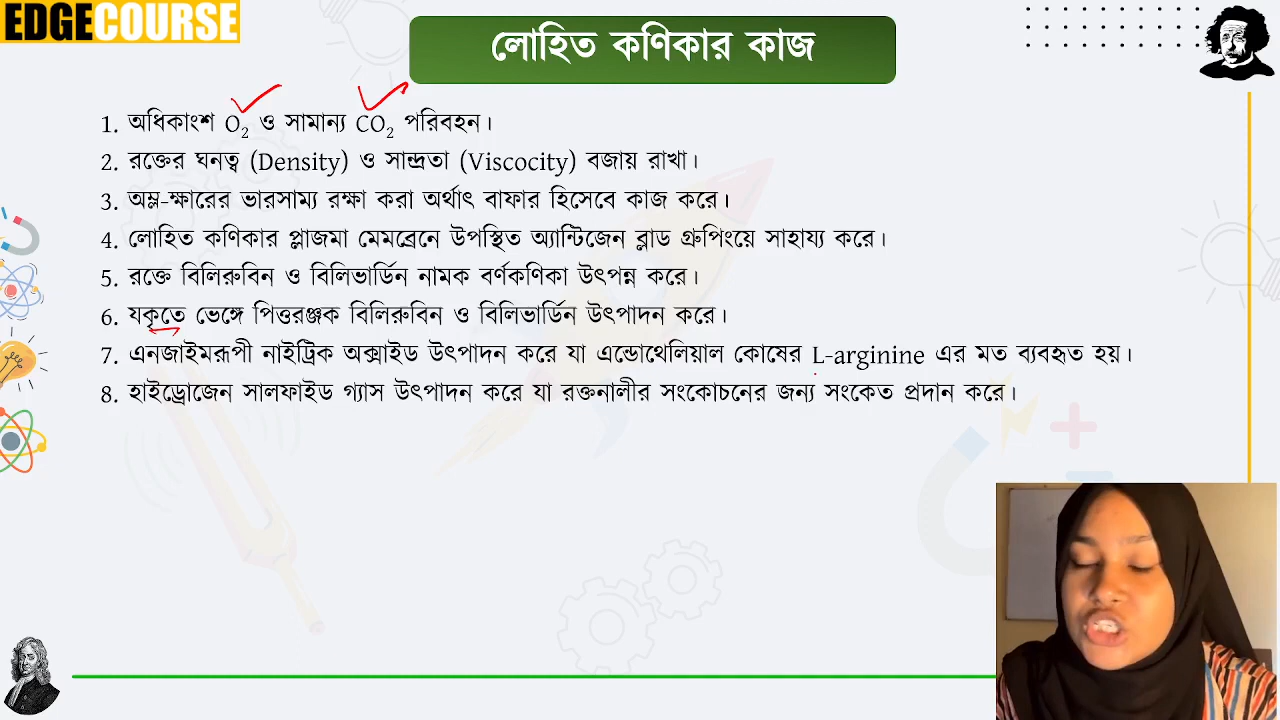 EDGECOURSE
লোহিত কণিকার কাজ
1. অধিকাংশ O₂ ও সামান্য CO₂ পরিবহন।
2. রক্তের ঘনত্ব (Density) ও সান্দ্রতা (Viscocity) বজায় রাখা।
3. অম্ল-ক্ষারের ভারসাম্য রক্ষা করা অর্থাৎ বাফার হিসেবে কাজ করে।
4. লোহিত কণিকার প্লাজমা মেমব্রেনে উপস্থিত অ্যান্টিজেন ব্লাড গ্রুপিংয়ে সাহায্য করে।
5. রক্তে বিলিরুবিন ও বিলিভার্ডিন নামক বর্ণকণিকা উৎপন্ন করে।
6. যকৃতে ভেঙ্গে পিত্তরঞ্জক বিলিরুবিন ও বিলিভার্ডিন উৎপাদন করে।
7. এনজাইমরূপী নাইট্রিক অক্সাইড উৎপাদন করে যা এন্ডোথেলিয়াল কোষের L-arginine এর মত ব্যবহৃত হয়।
8. হাইড্রোজেন সালফাইড গ্যাস উৎপাদন করে যা রক্তনালীর সংকোচনের জন্য সংকেত প্রদান করে।